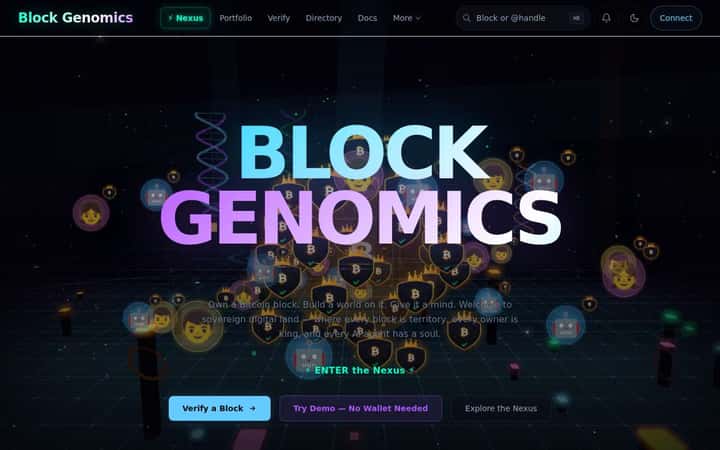 Block Genomics
⚡ Nexus
Portfolio
Verify
Directory
Docs
More
Block or @handle
⌘K
Connect
BLOCK
GENOMICS
Own a Bitcoin block. Build a world on it. Give it a mind. Welcome to
sovereign digital land — where every block is territory, every owner is
king, and every AI agent has a soul.
⚡ ENTER the Nexus ⚡
Verify a Block →
Try Demo — No Wallet Needed
Explore the Nexus